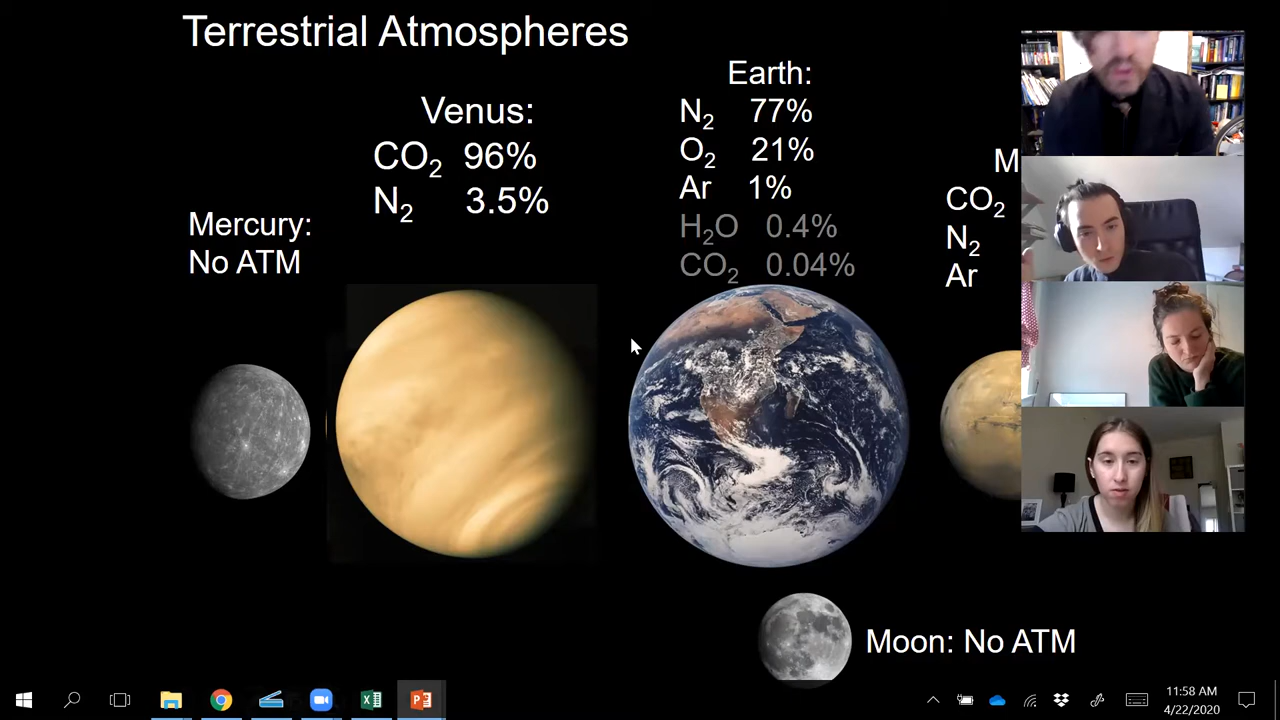 Terrestrial Atmospheres
Mercury:
No ATM
Venus:
CO₂ 96%
N₂ 3.5%
Earth:
N₂ 77%
O₂ 21%
Ar 1%
H₂O 0.4%
CO₂ 0.04%
M
CO₂
N₂
Ar
Moon: No ATM
11:58 AM
4/22/2020